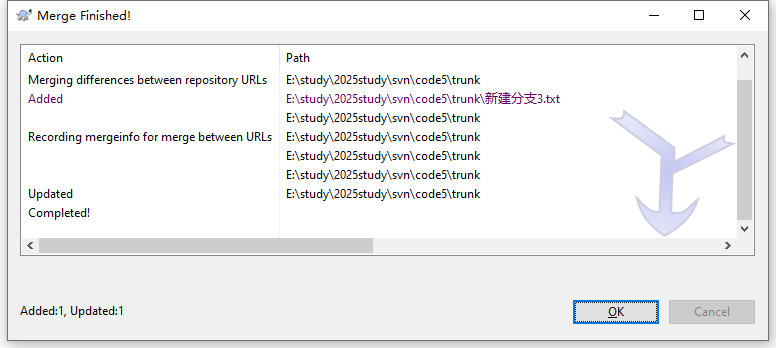 Merge Finished!
Action Path
Merging differences between repository URLs E:\study\2025study\svn\code5\trunk
Added E:\study\2025study\svn\code5\trunk\新建分支3.txt
E:\study\2025study\svn\code5\trunk
Recording mergeinfo for merge between URLs E:\study\2025study\svn\code5\trunk
E:\study\2025study\svn\code5\trunk
E:\study\2025study\svn\code5\trunk
Updated E:\study\2025study\svn\code5\trunk
Completed!
Added:1, Updated:1
OK Cancel